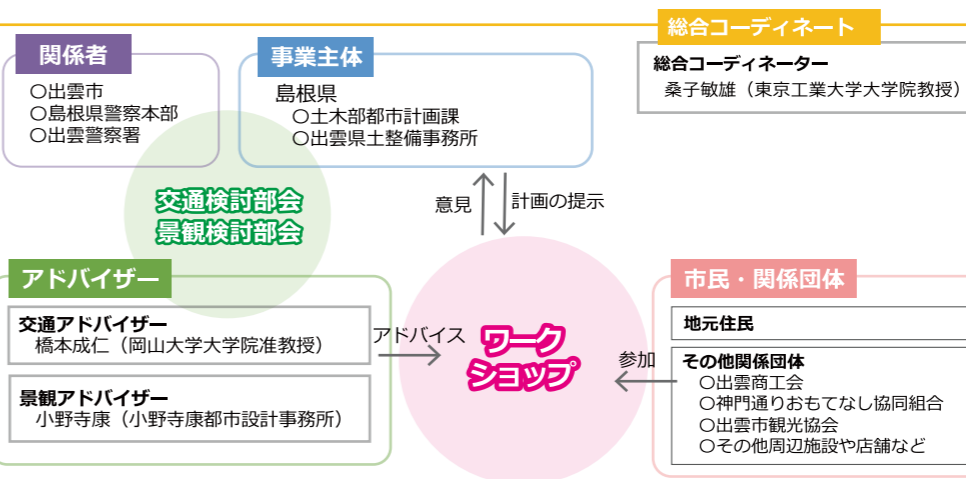 関係者
○出雲市
○島根県警察本部
○出雲警察署
事業主体
島根県
○土木部都市計画課
○出雲県土整備事務所
総合コーディネート
総合コーディネーター
桑子敏雄（東京工業大学大学院教授）
交通検討部会
景観検討部会
意見
計画の提示
アドバイザー
交通アドバイザー
橋本成仁（岡山大学大学院准教授）
景観アドバイザー
小野寺康（小野寺康都市設計事務所）
アドバイス
ワーク
ショップ
参加
市民・関係団体
地元住民
その他関係団体
○出雲商工会
○神門通りおもてなし協同組合
○出雲市観光協会
○その他周辺施設や店舗など